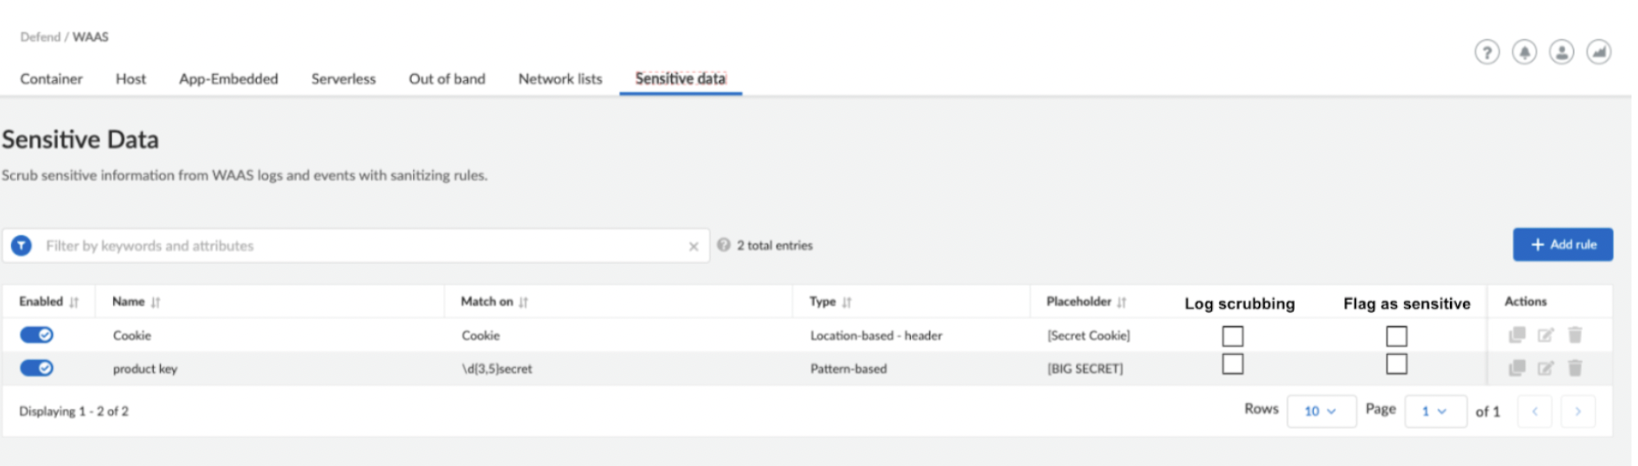 Defend / WAAS
Container Host App-Embedded Serverless Out of band Network lists Sensitive data
Sensitive Data
Scrub sensitive information from WAAS logs and events with sanitizing rules.
Filter by keywords and attributes × ? 2 total entries + Add rule
Enabled Name Match on Type Placeholder Log scrubbing Flag as sensitive Actions
Cookie Cookie Location-based - header [Secret Cookie]
product key \d{3,5}secret Pattern-based [BIG SECRET]
Displaying 1 - 2 of 2 Rows 10 Page 1 of 1